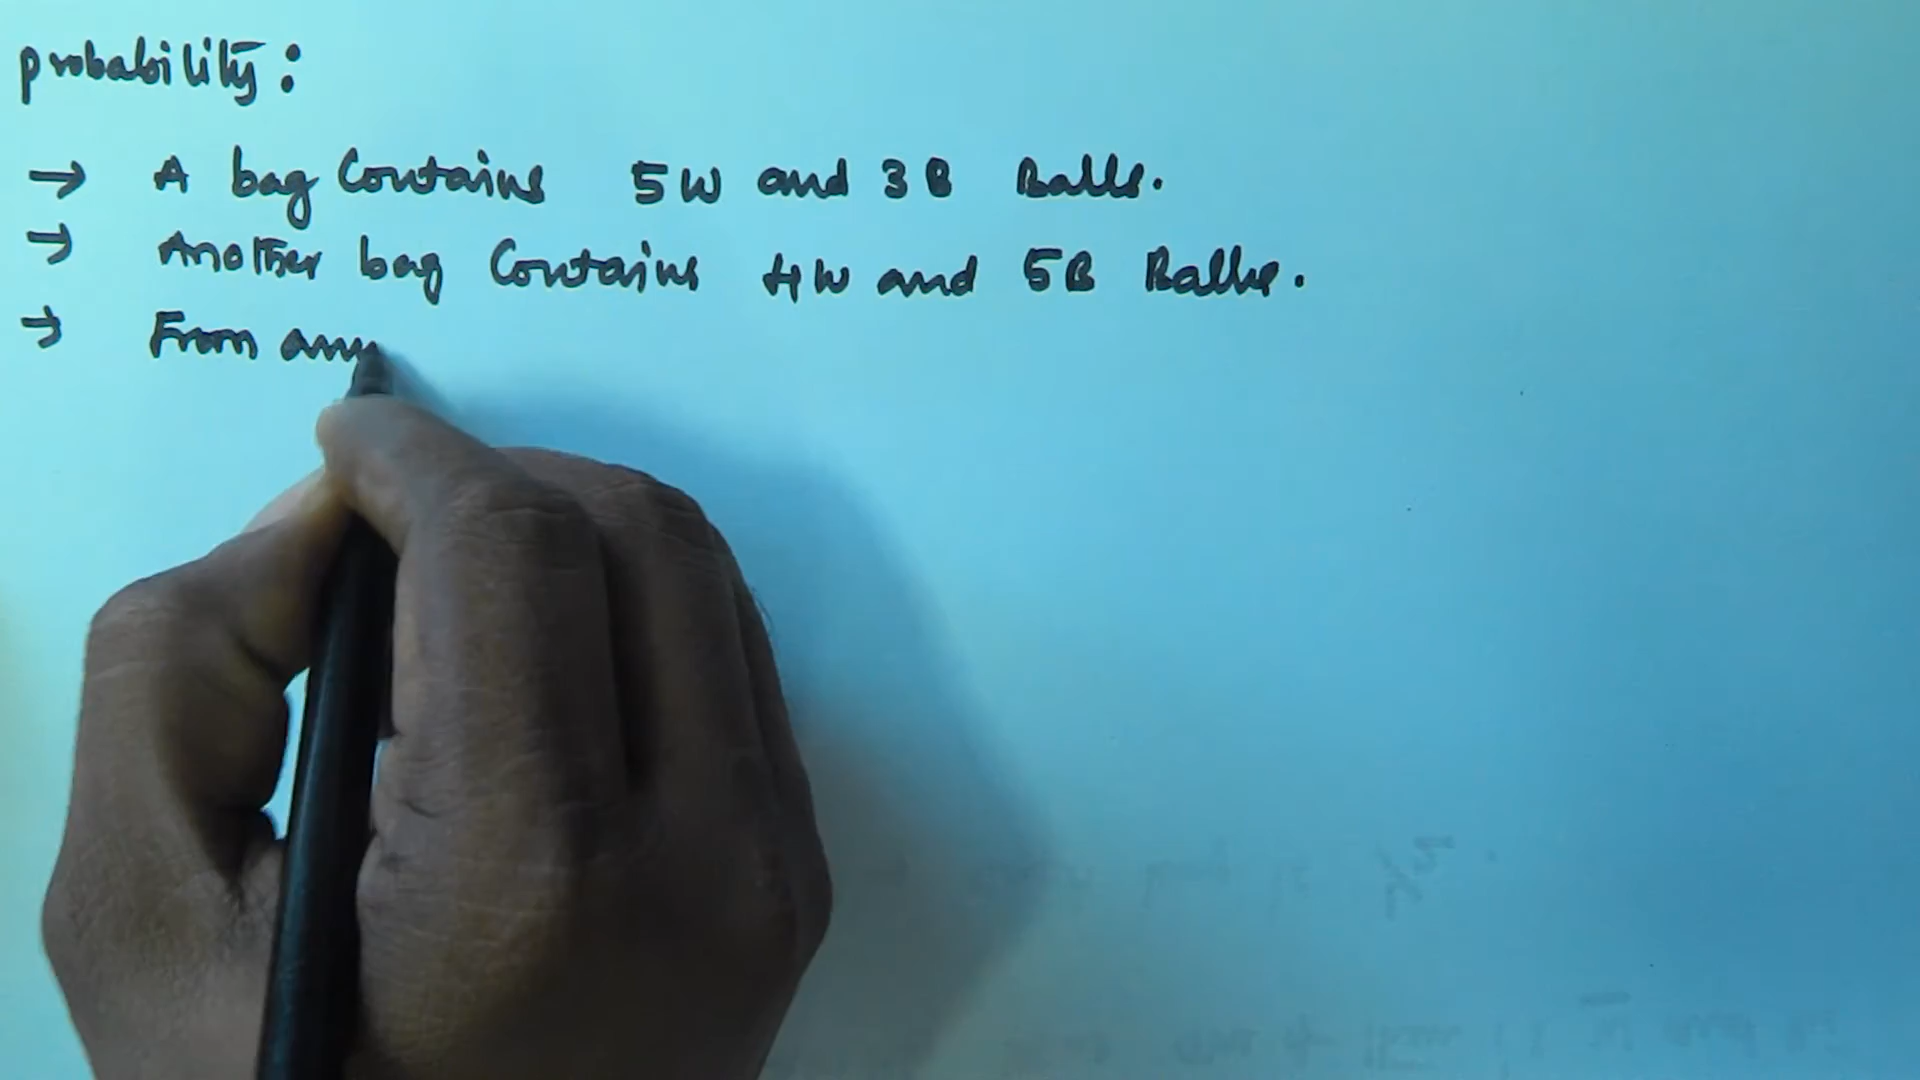 probability:
→ A bag Contains 5W and 3B Balls.
→ Another bag Contains 4W and 5B Balls.
→ From any